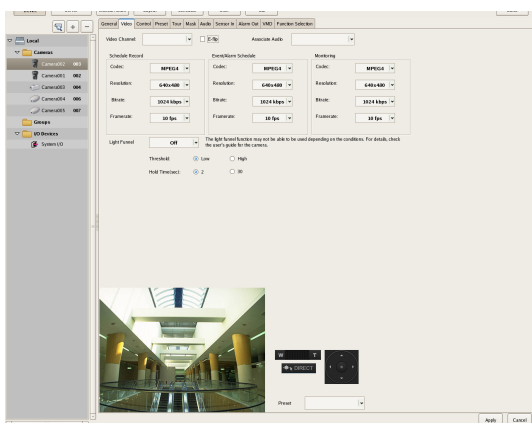 General Video Control Preset Tour Mask Audio Sensor In Alarm Out VMD Function Selection
Local
Cameras
Camera002 003
Camera001 002
Camera003 004
Camera004 006
Camera005 007
Groups
I/O Devices
System I/O
Video Channel: E-flip Associate Audio
Schedule Record Event/Alarm Schedule Monitoring
Codec: MPEG4 Codec: MPEG4 Codec: MPEG4
Resolution: 640x480 Resolution: 640x480 Resolution: 640x480
Bitrate: 1024 kbps Bitrate: 1024 kbps Bitrate: 1024 kbps
Framerate: 10 fps Framerate: 10 fps Framerate: 10 fps
Light Funnel Off The light funnel function may not be able to be used depending on the conditions. For details, check
the user's guide for the camera.
Threshold: Low High
Hold Time(sec): 2 30
W T
DIRECT
Preset
Apply Cancel